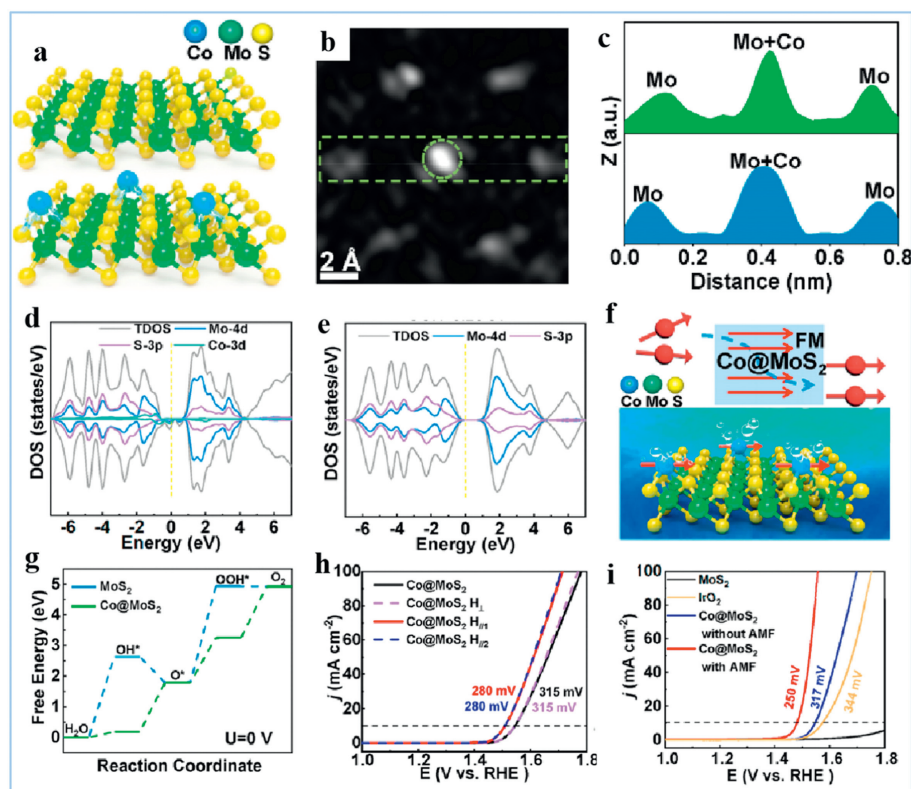 a
Co Mo S
b
2 Å
c
Mo+Co
Mo
Mo
Mo+Co
Mo
Mo
Z (a.u.)
0.0 0.2 0.4 0.6 0.8
Distance (nm)
d
TDOS Mo-4d
S-3p Co-3d
DOS (states/eV)
-6 -4 -2 0 2 4 6
Energy (eV)
e
TDOS Mo-4d S-3p
DOS (states/eV)
-6 -4 -2 0 2 4 6
Energy (eV)
f
FM
Co@MoS₂
Co Mo S
g
MoS₂
Co@MoS₂
OOH*
O₂
OH*
O*
H₂O
U=0 V
5
4
3
2
1
0
Free Energy (eV)
Reaction Coordinate
h
Co@MoS₂
Co@MoS₂ H⊥
Co@MoS₂ H//1
Co@MoS₂ H//2
280 mV
280 mV
315 mV
315 mV
100
80
60
40
20
0
j (mA cm⁻²)
1.0 1.2 1.4 1.6 1.8
E (V vs. RHE)
i
MoS₂
IrO₂
Co@MoS₂
without AMF
Co@MoS₂
with AMF
250 mV
317 mV
344 mV
100
80
60
40
20
0
j (mA cm⁻²)
1.0 1.2 1.4 1.6 1.8
E (V vs. RHE)